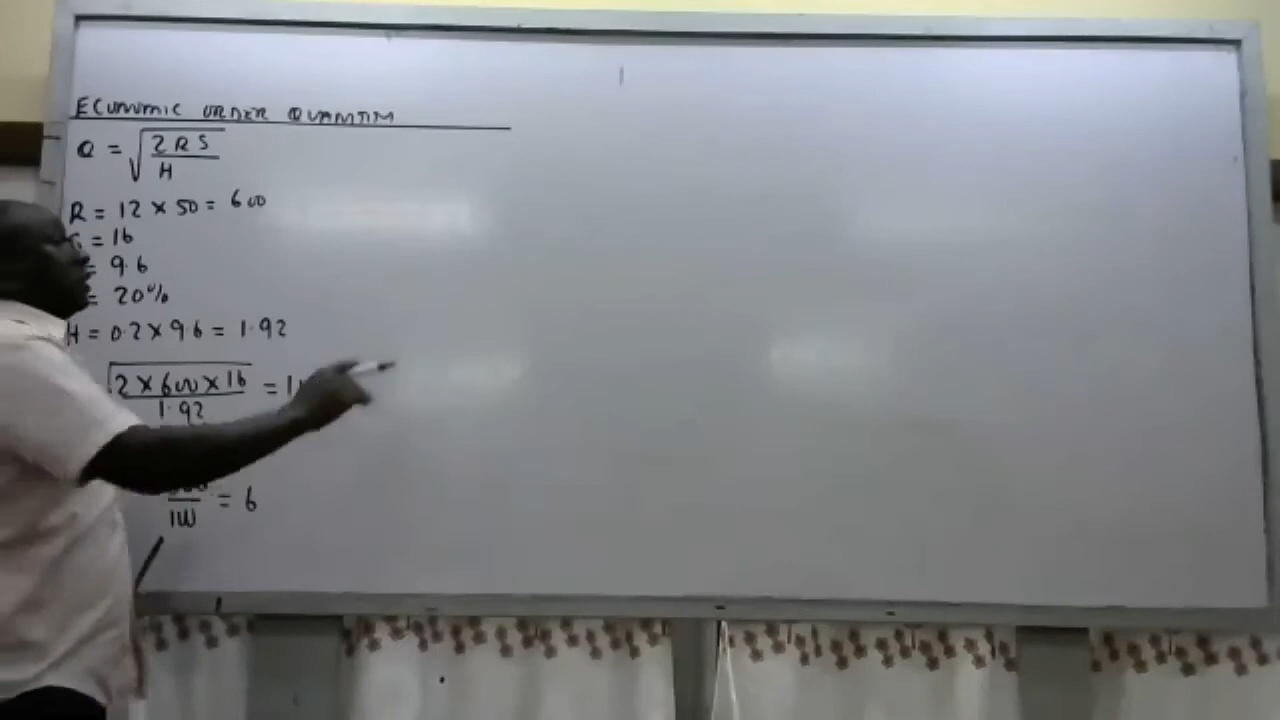 ECONOMIC ORDER QUANTITY
Q = √2RS/H
R = 12 × 50 = 600
= 16
= 9.6
= 20%
H = 0.2 × 9.6 = 1.92
√2 × 600 × 16 / 1.92 =
/100 = 6